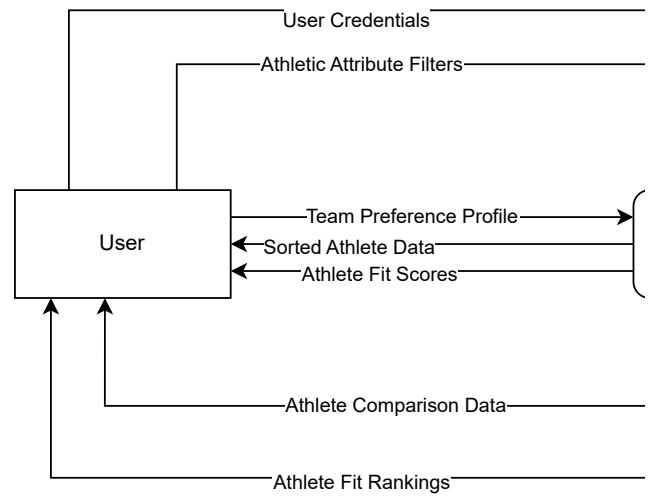 User Credentials
Athletic Attribute Filters
Team Preference Profile
User
Sorted Athlete Data
Athlete Fit Scores
Athlete Comparison Data
Athlete Fit Rankings